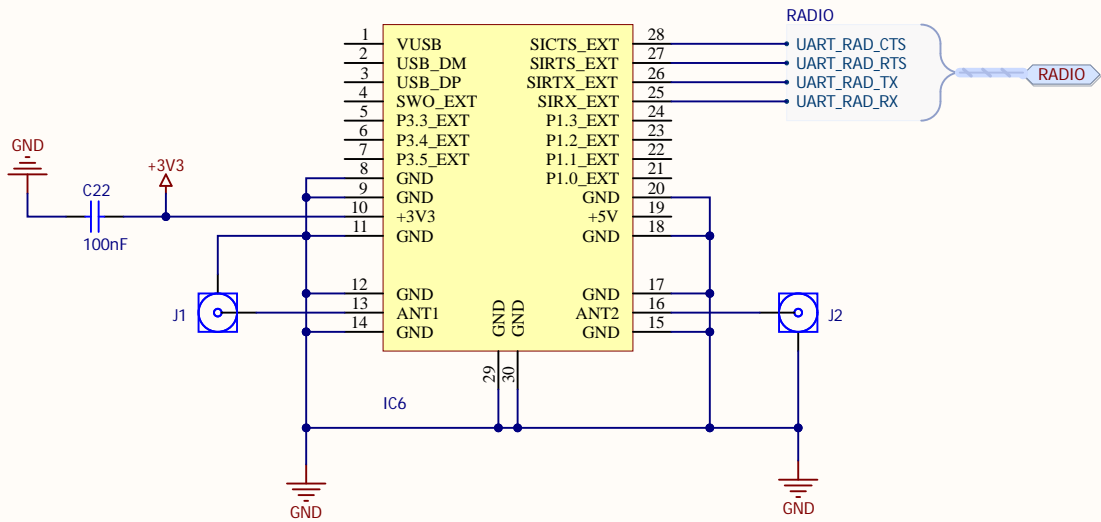 RADIO
1 VUSB SICTS_EXT 28 UART_RAD_CTS
2 USB_DM SIRTS_EXT 27 UART_RAD_RTS
3 USB_DP SIRTX_EXT 26 UART_RAD_TX RADIO
4 SWO_EXT SIRX_EXT 25 UART_RAD_RX
5 P3.3_EXT P1.3_EXT 24
6 P3.4_EXT P1.2_EXT 23
GND
7 P3.5_EXT P1.1_EXT 22
+3V3
8 GND P1.0_EXT 21
C22
9 GND GND 20
10 +3V3 +5V 19
100nF
11 GND GND 18
12 GND GND 17
J1 13 ANT1 ANT2 16 J2
14 GND GND 15
GND GND
29 30
IC6
GND
GND